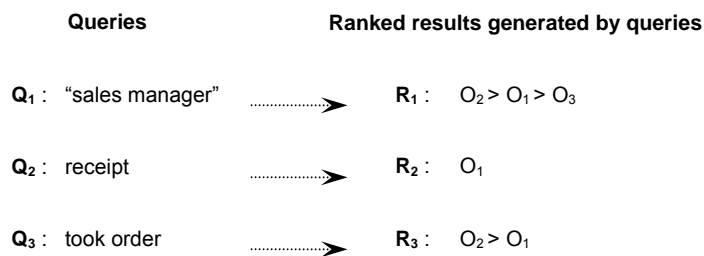 Queries Ranked results generated by queries
Q₁ : “sales manager” R₁ : O₂ > O₁ > O₃
Q₂ : receipt R₂ : O₁
Q₃ : took order R₃ : O₂ > O₁